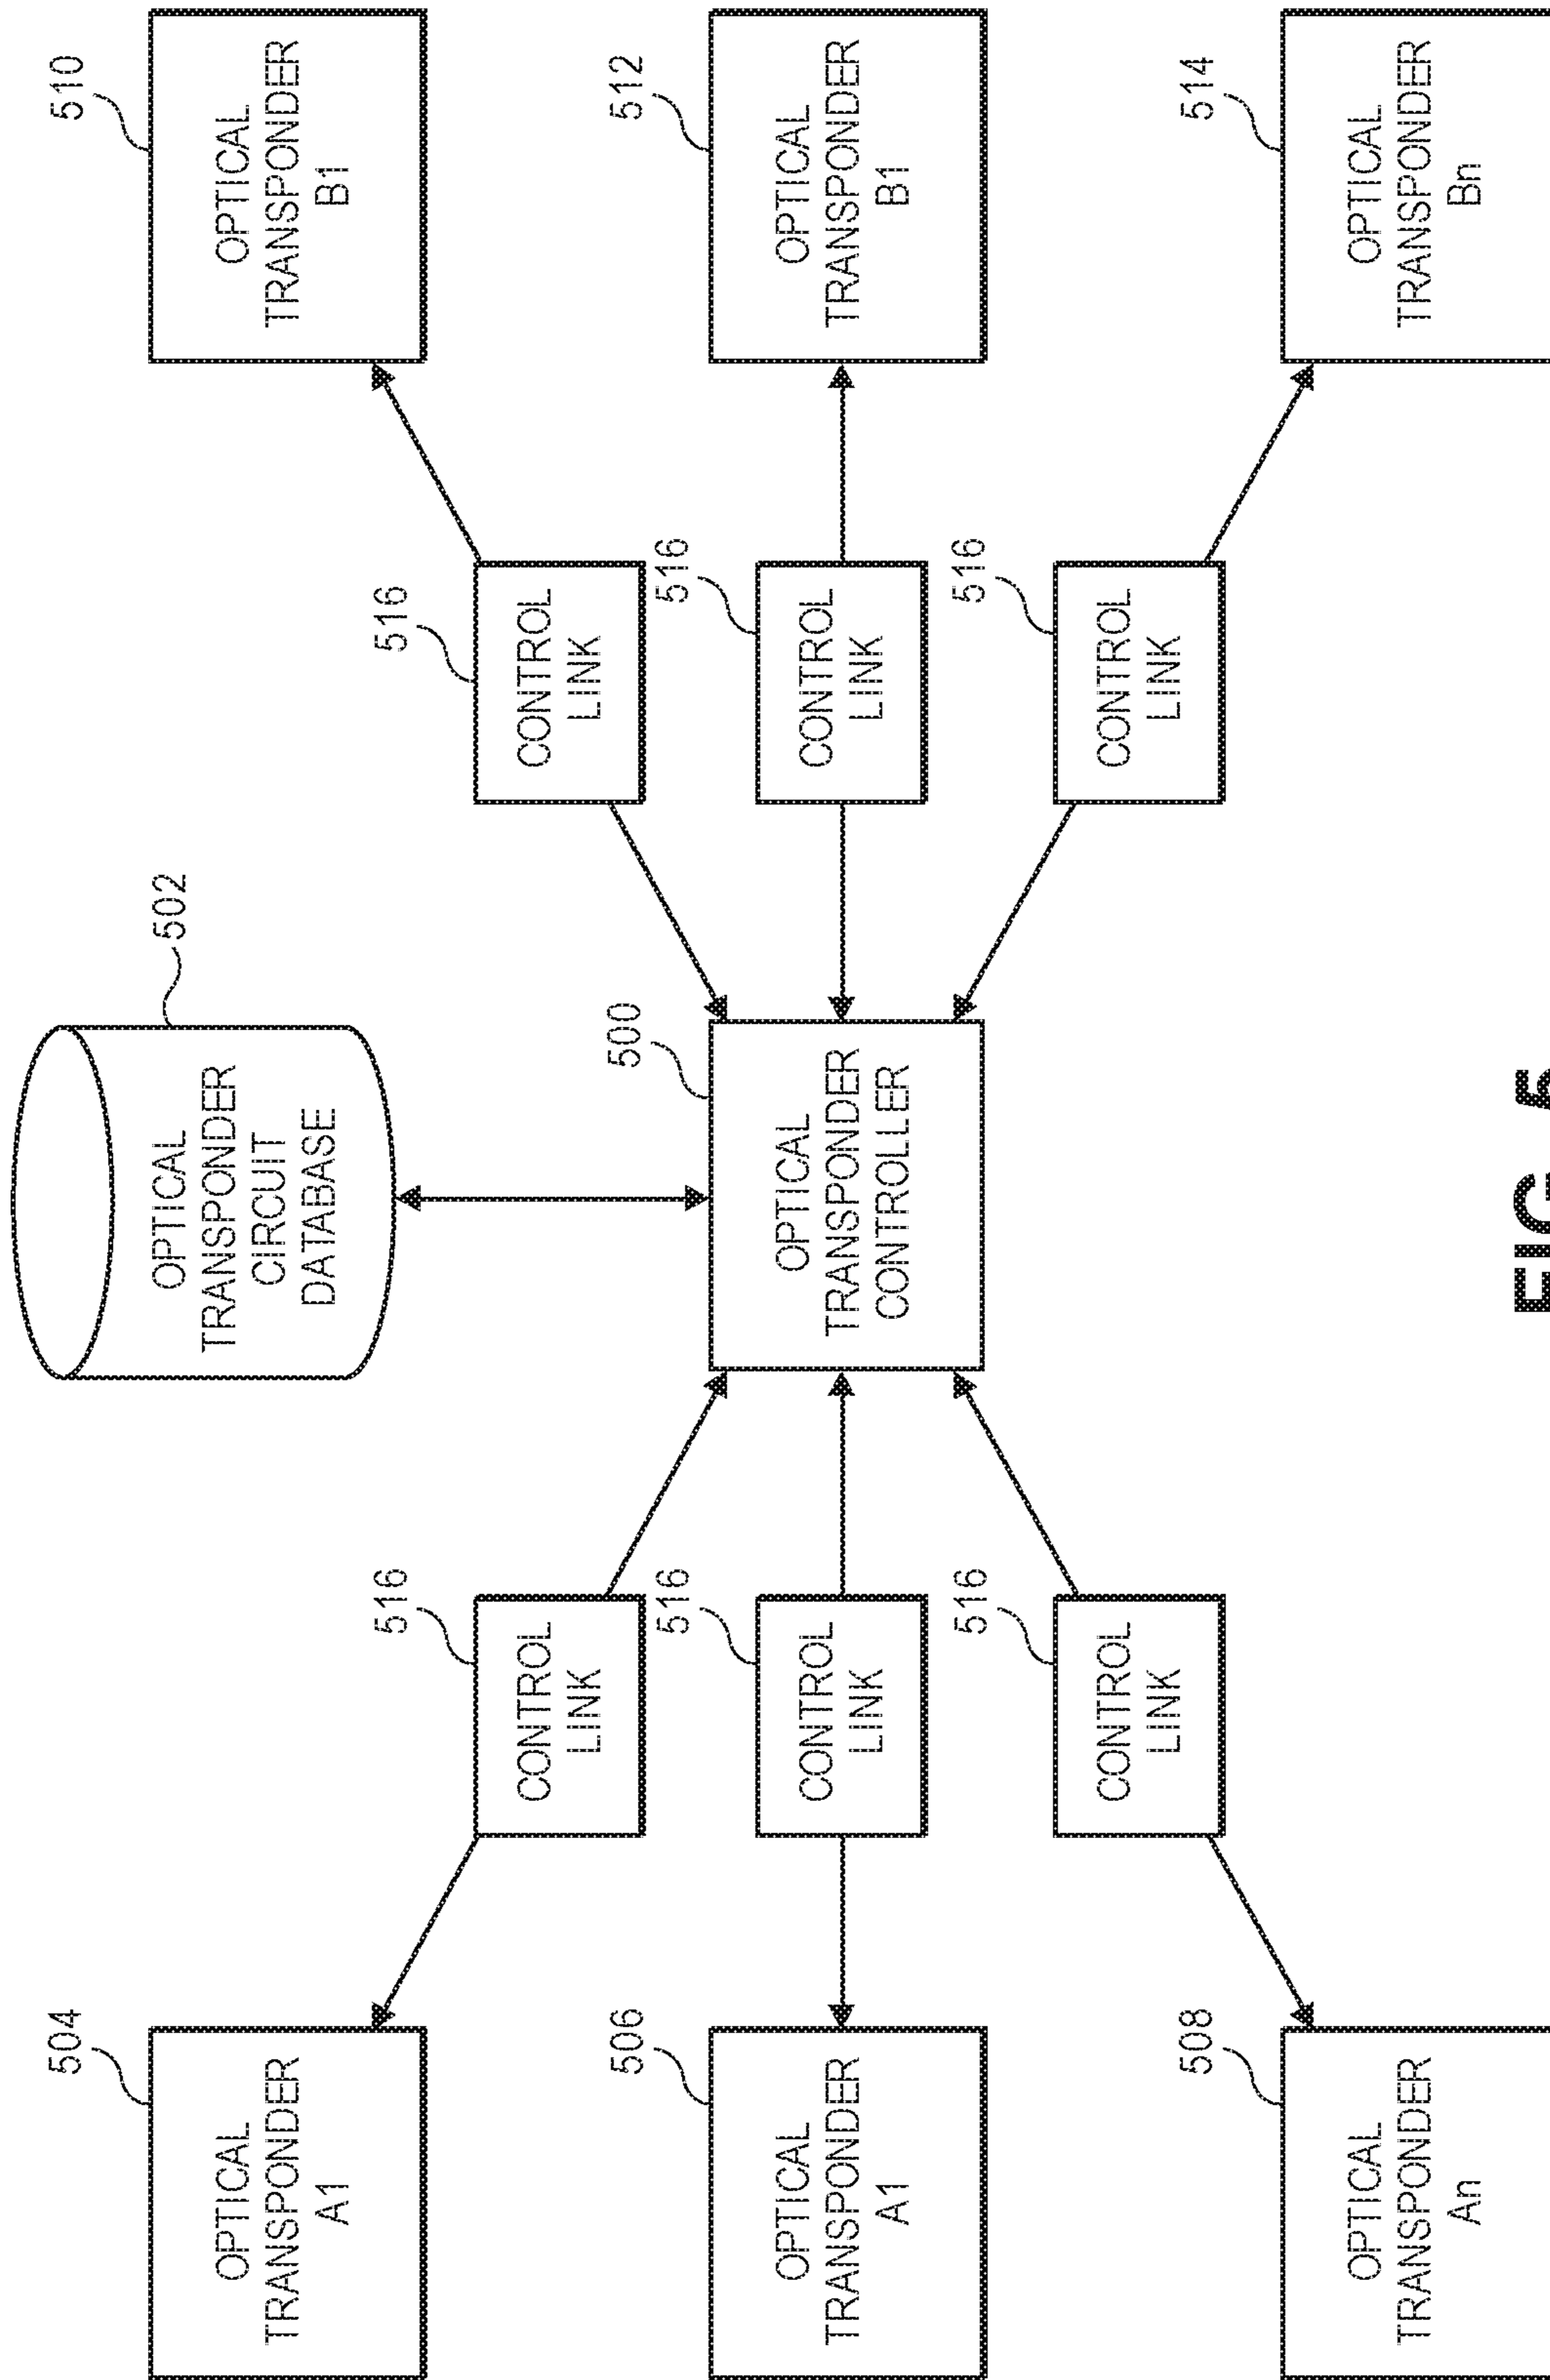 504
OPTICAL
TRANSPONDER
A1
502
OPTICAL
TRANSPONDER
CIRCUIT
DATABASE
510
OPTICAL
TRANSPONDER
B1
516
CONTROL
LINK
516
CONTROL
LINK
506
OPTICAL
TRANSPONDER
A1
516
CONTROL
LINK
500
OPTICAL
TRANSPONDER
CONTROLLER
516
CONTROL
LINK
512
OPTICAL
TRANSPONDER
B1
516
CONTROL
LINK
516
CONTROL
LINK
508
OPTICAL
TRANSPONDER
An
514
OPTICAL
TRANSPONDER
Bn
FIG. 5